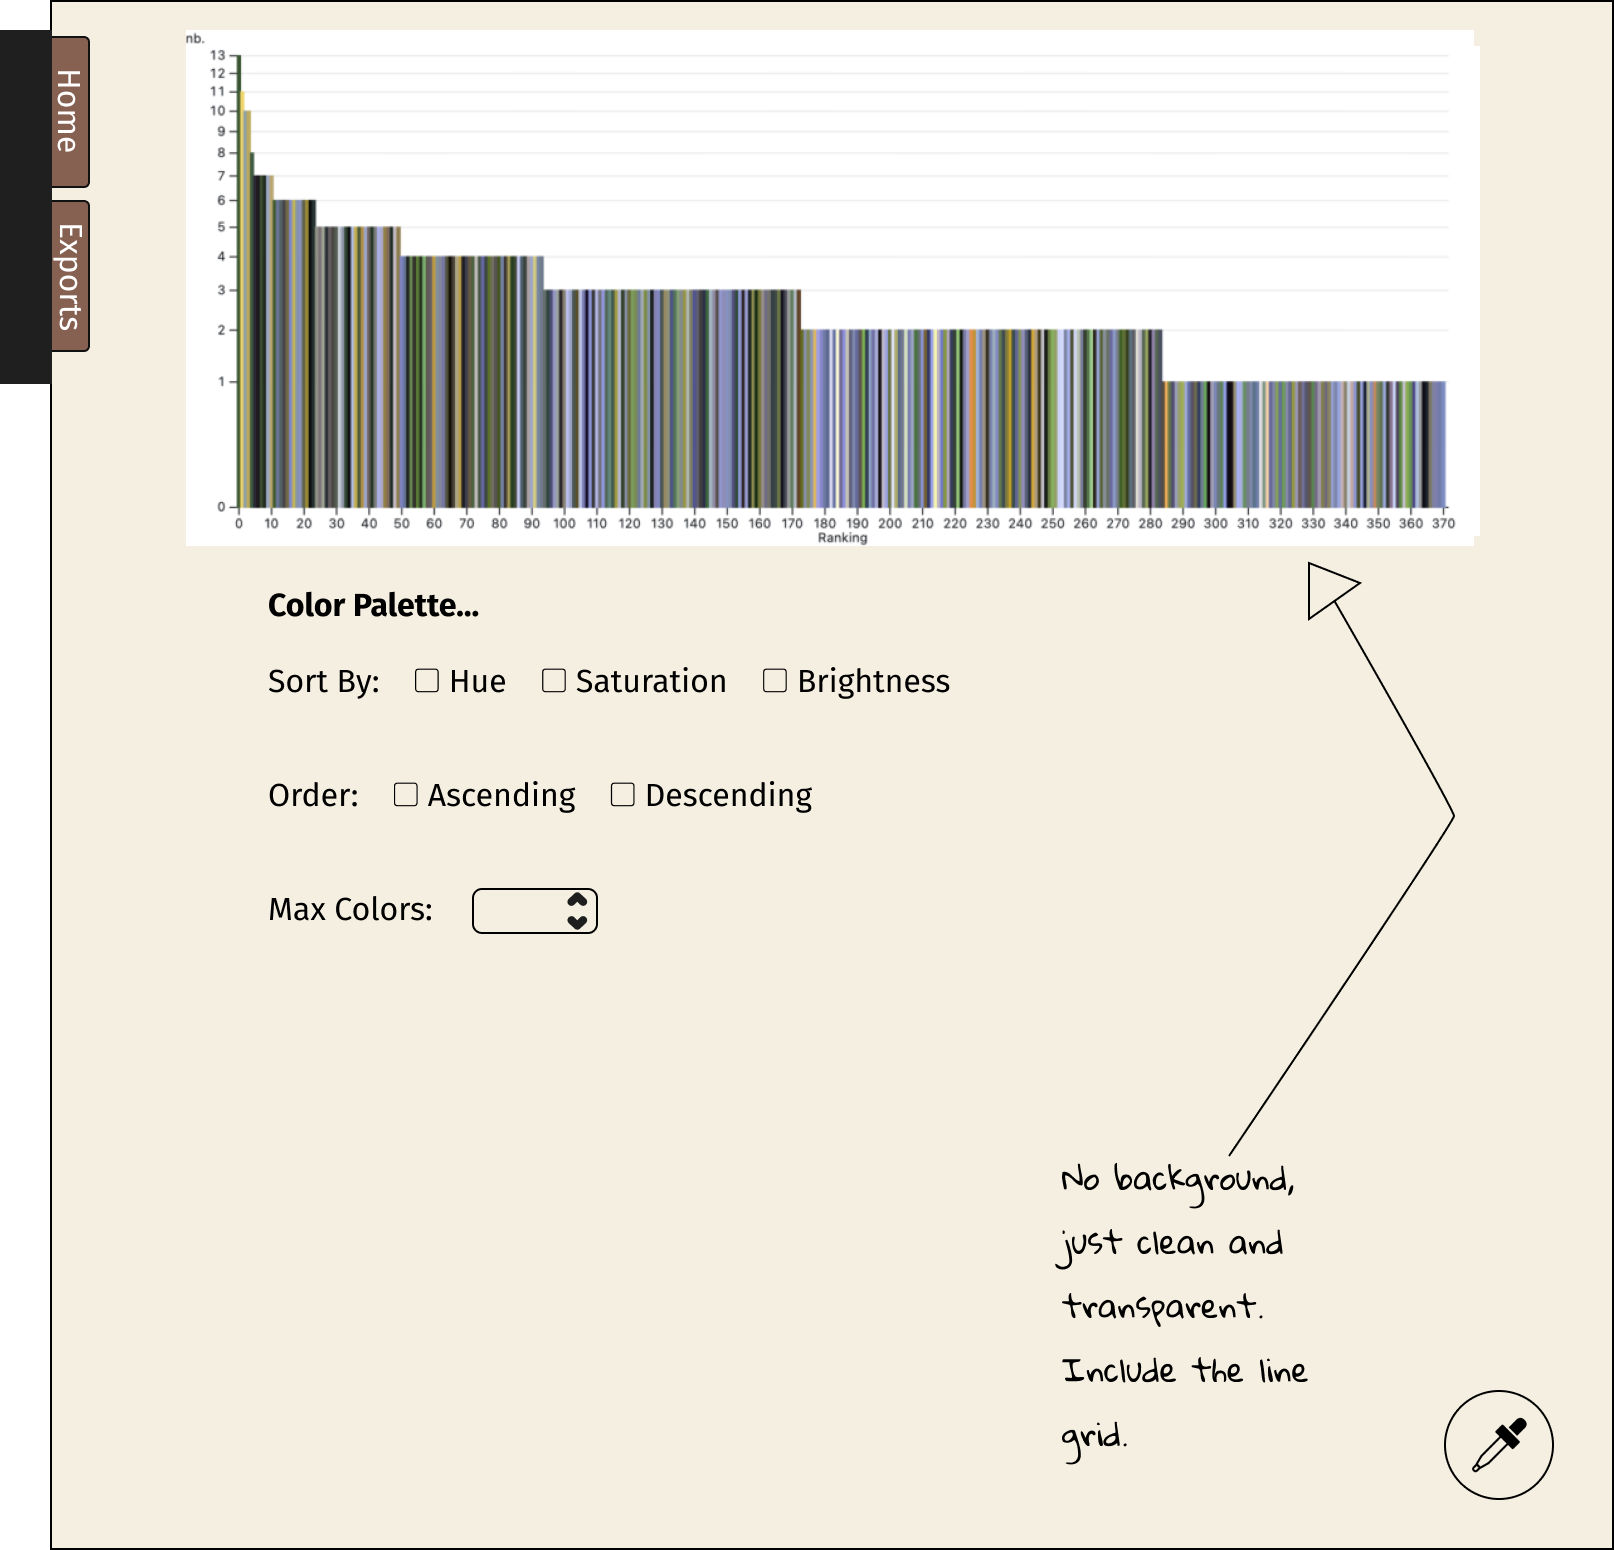 nb.
13
12
11
10
9
8
7
6
5
4
3
2
1
0
0 10 20 30 40 50 60 70 80 90 100 110 120 130 140 150 160 170 180 190 200 210 220 230 240 250 260 270 280 290 300 310 320 330 340 350 360 370
Ranking
Home
Exports
Color Palette...
Sort By: Hue Saturation Brightness
Order: Ascending Descending
Max Colors:
No background,
just clean and
transparent.
Include the line
grid.